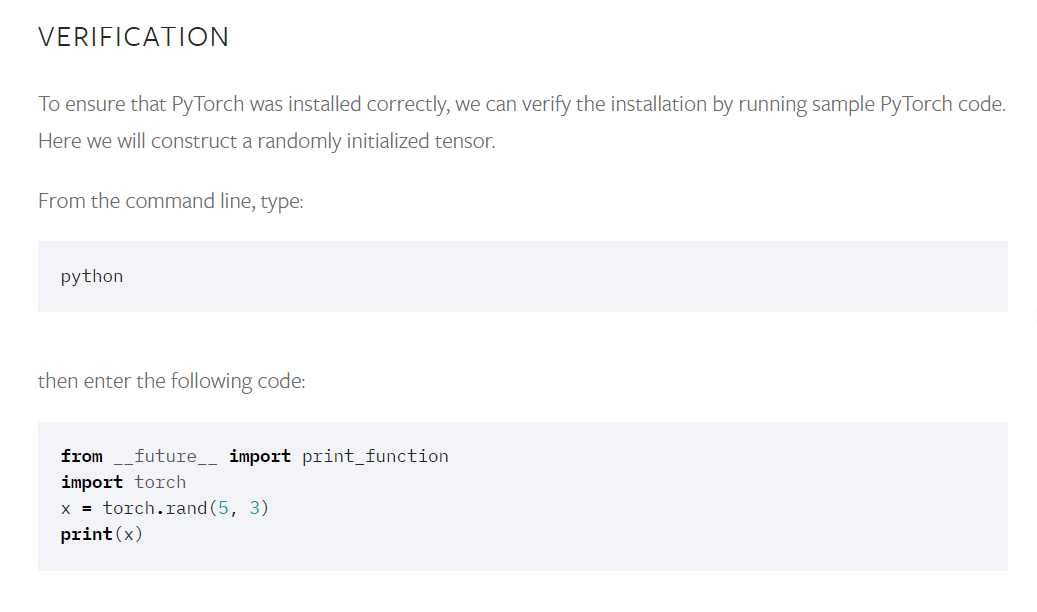 VERIFICATION
To ensure that PyTorch was installed correctly, we can verify the installation by running sample PyTorch code.
Here we will construct a randomly initialized tensor.
From the command line, type:
python
then enter the following code:
from __future__ import print_function
import torch
x = torch.rand(5, 3)
print(x)